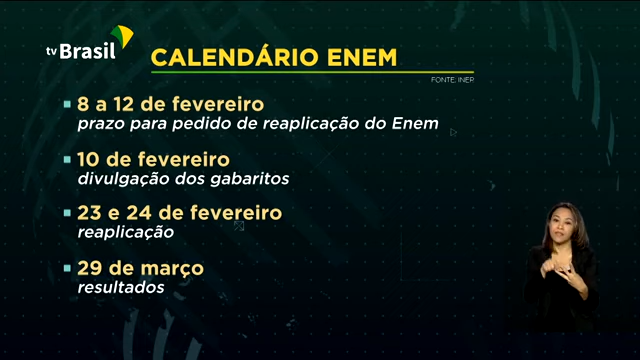 tv Brasil
CALENDÁRIO ENEM
FONTE: INEP
8 a 12 de fevereiro
prazo para pedido de reaplicação do Enem
10 de fevereiro
divulgação dos gabaritos
23 e 24 de fevereiro
reaplicação
29 de março
resultados